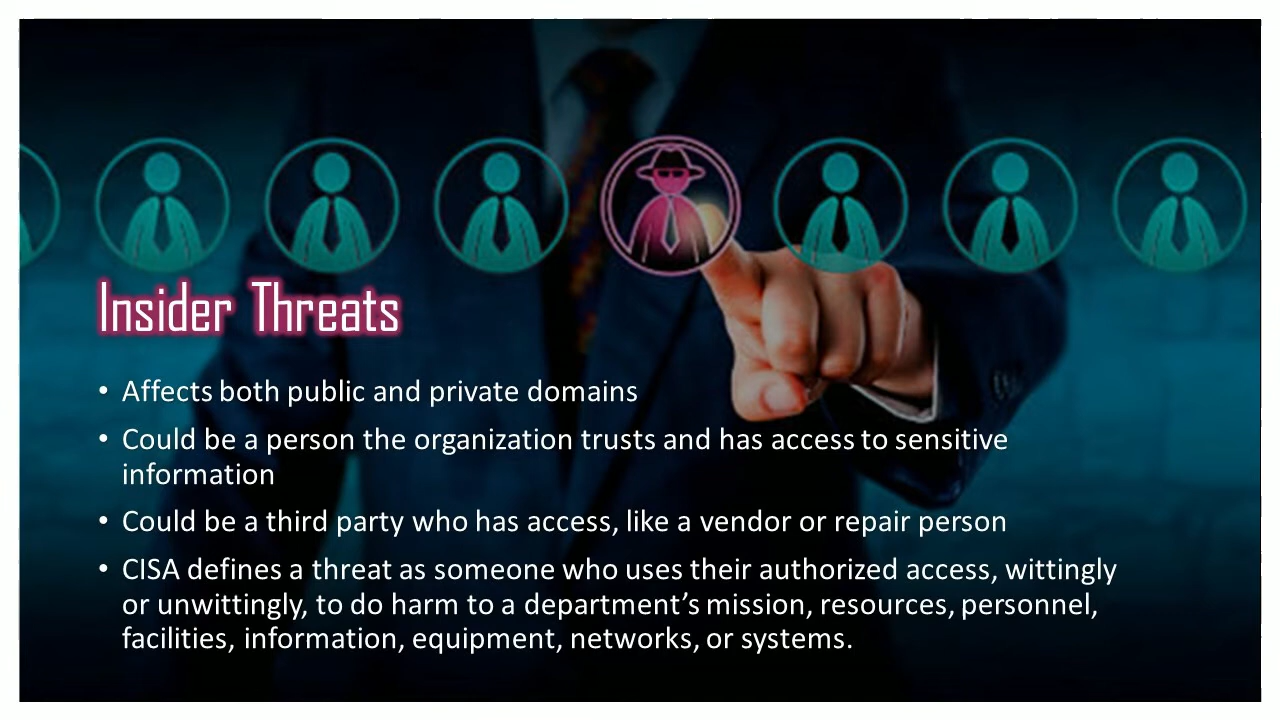 Insider Threats
• Affects both public and private domains
• Could be a person the organization trusts and has access to sensitive
information
• Could be a third party who has access, like a vendor or repair person
• CISA defines a threat as someone who uses their authorized access, wittingly
or unwittingly, to do harm to a department’s mission, resources, personnel,
facilities, information, equipment, networks, or systems.